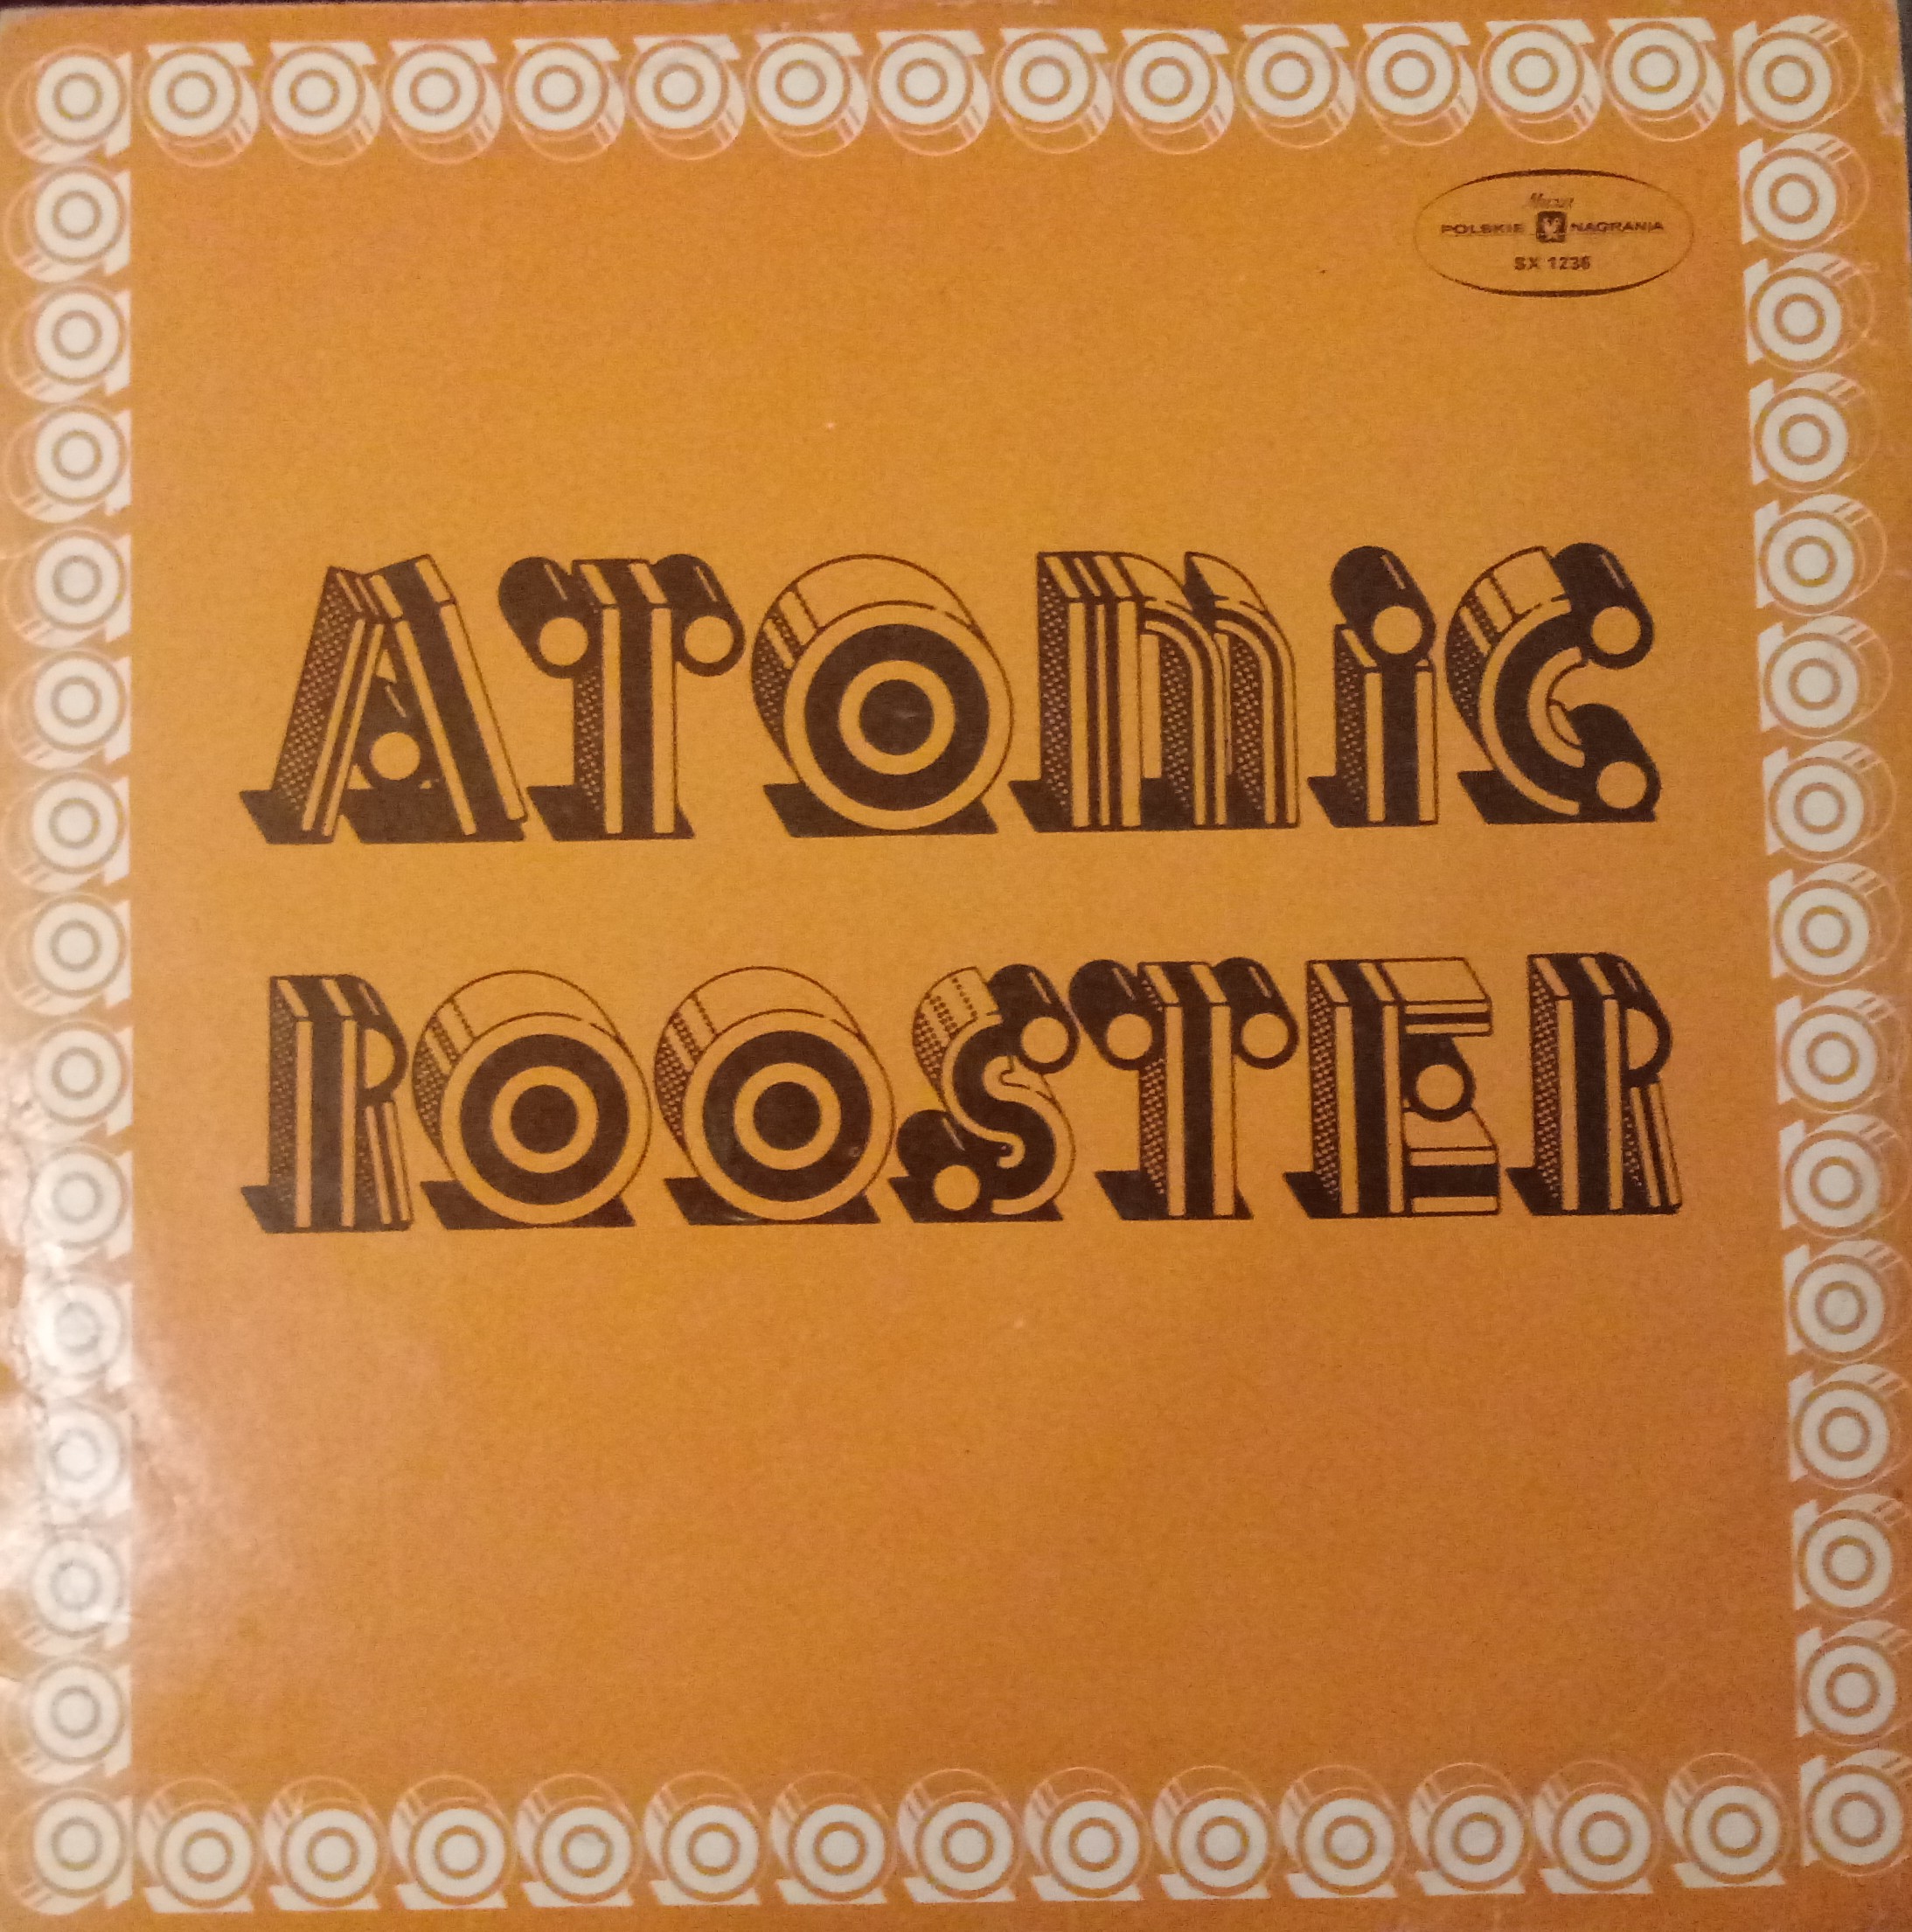 Muza
POLSKIE NAGRANIA
SX 1236
ATOMiC
ROOSTER